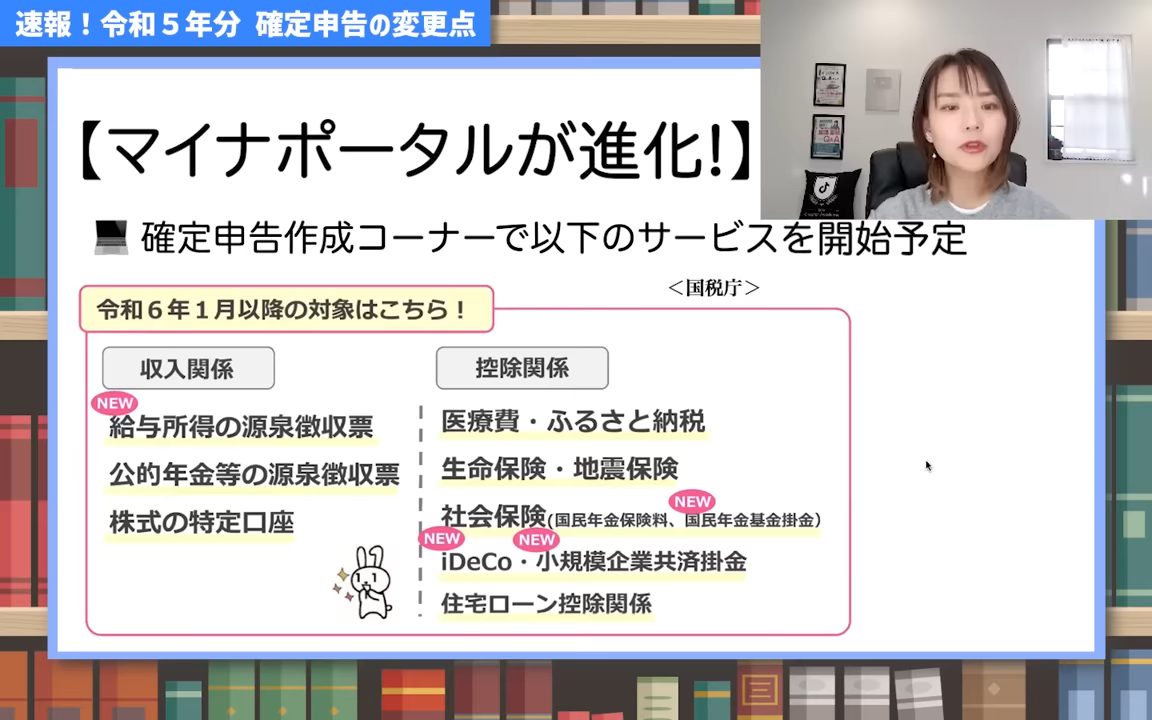 速報！令和５年分 確定申告の変更点
【マイナポータルが進化!】
確定申告作成コーナーで以下のサービスを開始予定
＜国税庁＞
令和６年１月以降の対象はこちら！
収入関係
NEW
給与所得の源泉徴収票
公的年金等の源泉徴収票
株式の特定口座
控除関係
医療費・ふるさと納税
生命保険・地震保険
NEW
社会保険(国民年金保険料、国民年金基金掛金)
NEW NEW
iDeCo・小規模企業共済掛金
住宅ローン控除関係